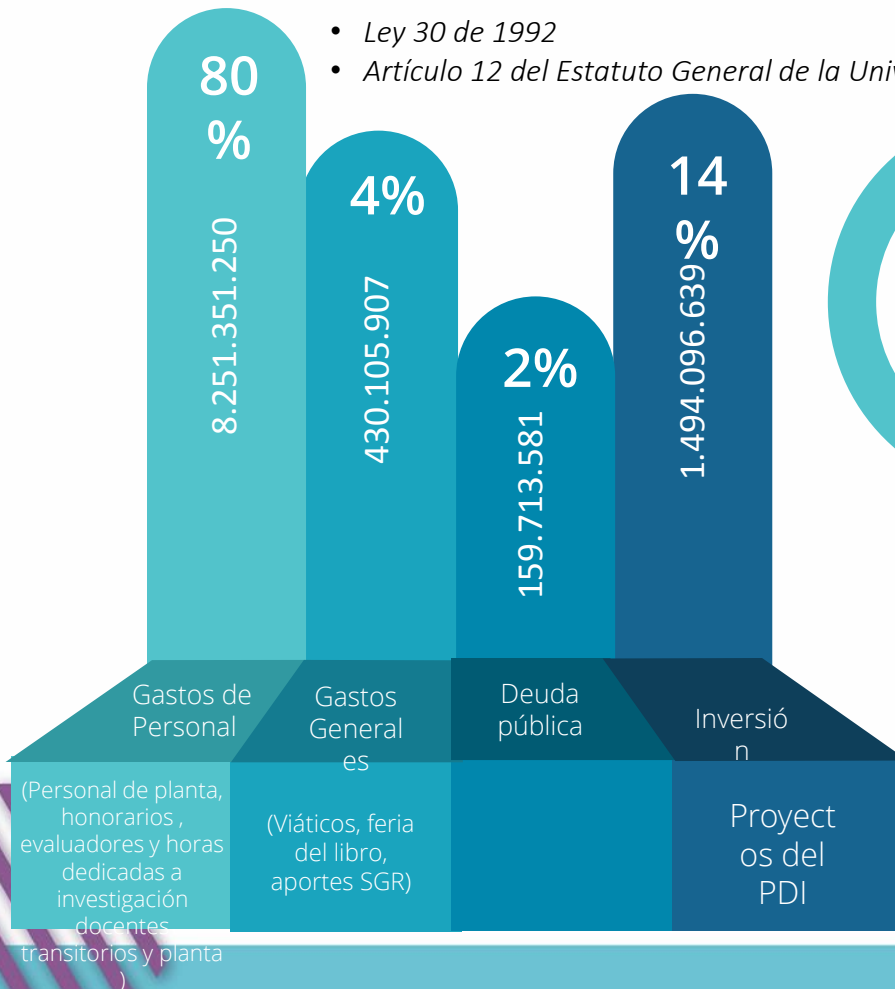 • Ley 30 de 1992
• Artículo 12 del Estatuto General de la
80
%
8.251.351.250
4%
430.105.907
2%
159.713.581
14
%
1.494.096.639
Gastos de
Personal
Gastos
General
es
Deuda
pública
Inversió
n
(Personal de planta,
honorarios ,
evaluadores y horas
dedicadas a
investigación
docentes
transitorios y planta
)
(Viáticos, feria
del libro,
aportes SGR)
Proyect
os del
PDI